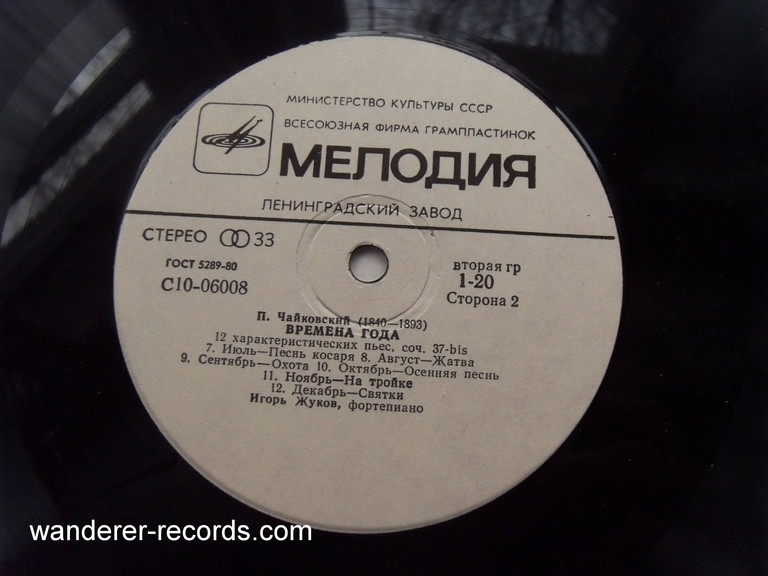 МИНИСТЕРСТВО КУЛЬТУРЫ СССР
ВСЕСОЮЗНАЯ ФИРМА ГРАМПЛАСТИНОК
МЕЛОДИЯ
ЛЕНИНГРАДСКИЙ ЗАВОД
СТЕРЕО 33
ГОСТ 5289-80
С10-06008
вторая гр
1-20
Сторона 2
П. Чайковский (1840—1893)
ВРЕМЕНА ГОДА
12 характеристических пьес, соч. 37-bis
7. Июль—Песнь косаря 8. Август—Жатва
9. Сентябрь—Охота 10. Октябрь—Осенняя песнь
11. Ноябрь—На тройке
12. Декабрь—Святки
Игорь Жуков, фортепиано
wanderer-records.com